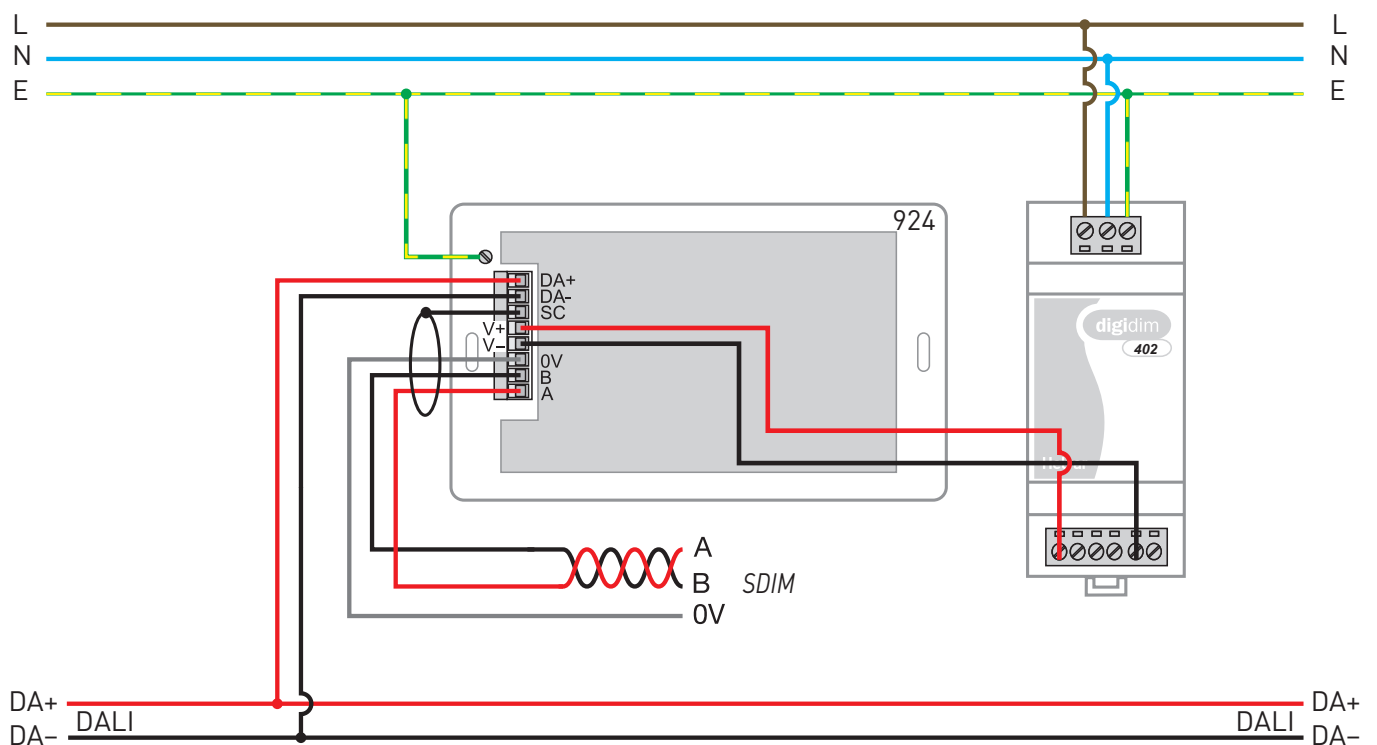 L L
N N
E E
924
DA+
DA-
SC
V+
V-
0V
B
A
digidim
402
A
B SDIM
0V
DA+ DA+
DALI DALI
DA− DA−